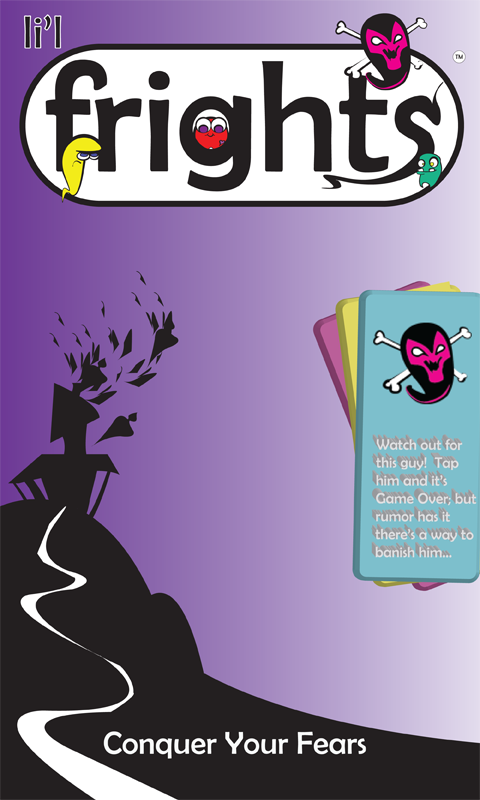 li'l
frights
TM
Watch out for
this guy! Tap
him and it's
Game Over, but
rumor has it
there's a way to
banish him...
Conquer Your Fears